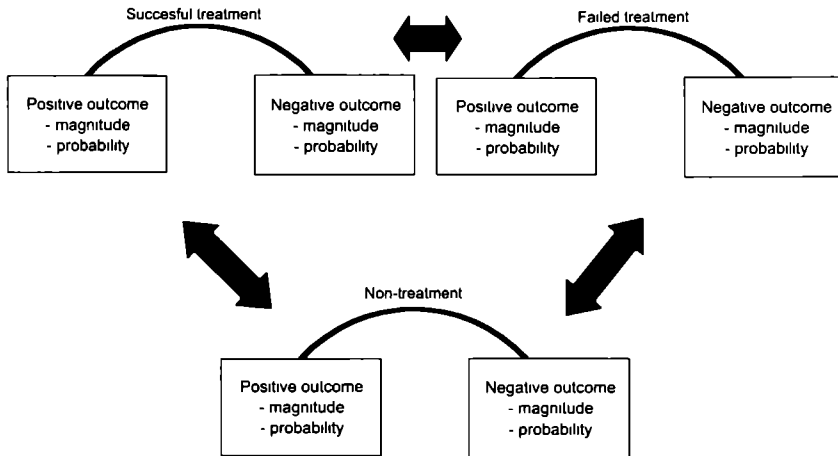 Succesful treatment
Failed treatment
Positive outcome
- magnitude
- probability
Negative outcome
- magnitude
- probability
Positive outcome
- magnitude
- probability
Negative outcome
- magnitude
- probability
Non-treatment
Positive outcome
- magnitude
- probability
Negative outcome
- magnitude
- probability